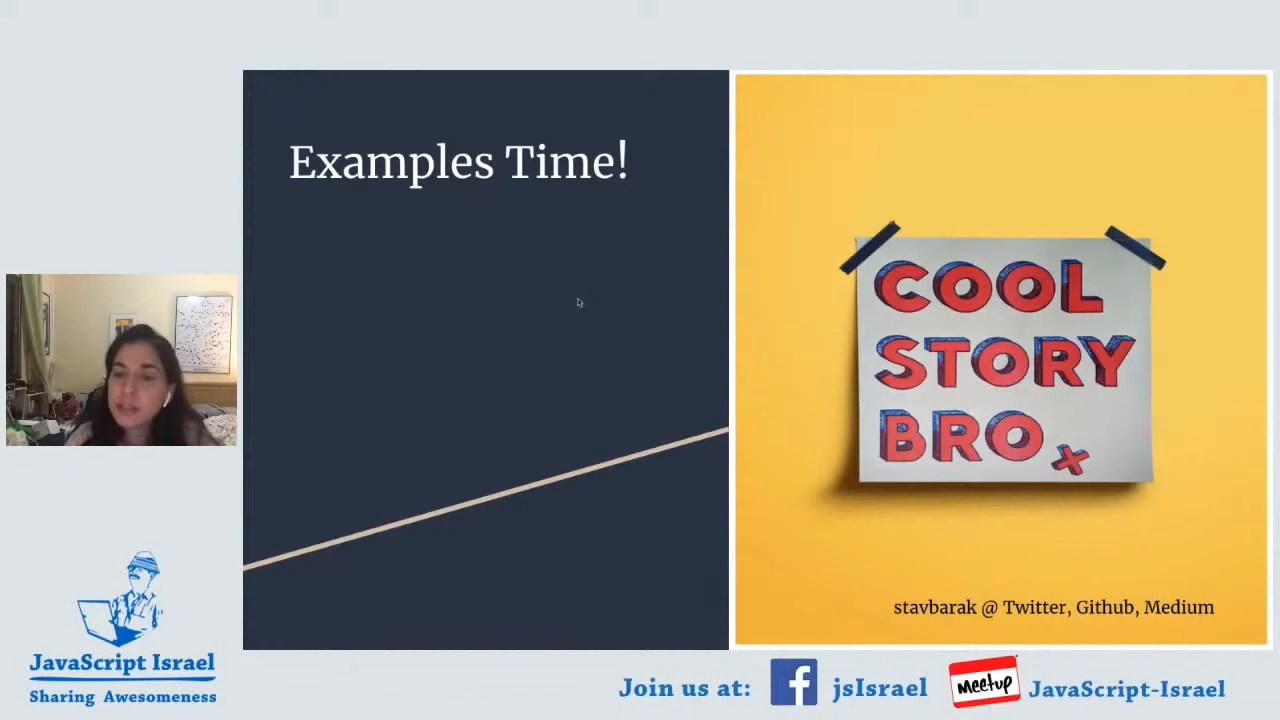 Examples Time!
COOL
STORY
BRO
x
stavbarak @ Twitter, Github, Medium
JavaScript Israel
Sharing Awesomeness
Join us at:
f
jsIsrael
Meetup
JavaScript-Israel